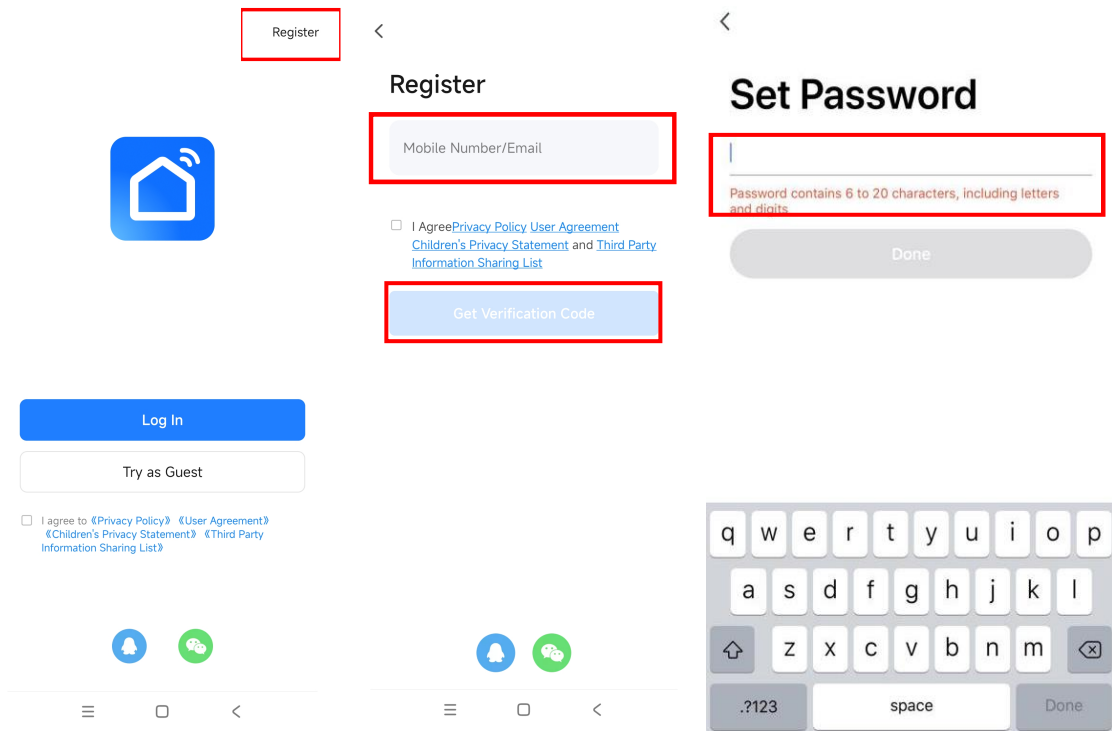 Register
Log In
Try as Guest
I agree to 《Privacy Policy》 《User Agreement》
《Children's Privacy Statement》 《Third Party
Information Sharing List》
Register
Mobile Number/Email
I AgreePrivacy Policy User Agreement
Children's Privacy Statement and Third Party
Information Sharing List
Get Verification Code
Set Password
Password contains 6 to 20 characters, including letters
and digits
Done
q w e r t y u i o p
a s d f g h j k l
z x c v b n m
.?123 space Done